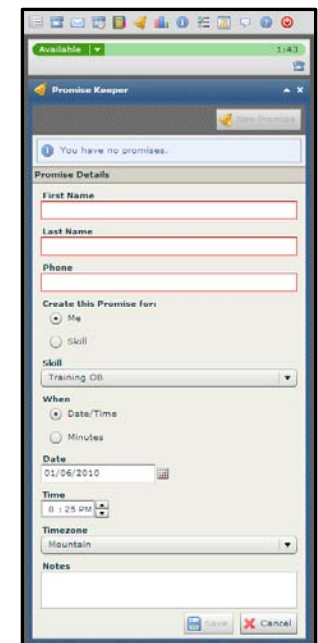 Available
1:43
Promise Keeper
New Promise
You have no promises.
Promise Details
First Name
Last Name
Phone
Create this Promise for:
Me
Skill
Skill
Training OB
When
Date/Time
Minutes
Date
01/06/2010
Time
8 : 25 PM
Timezone
Mountain
Notes
Save
Cancel